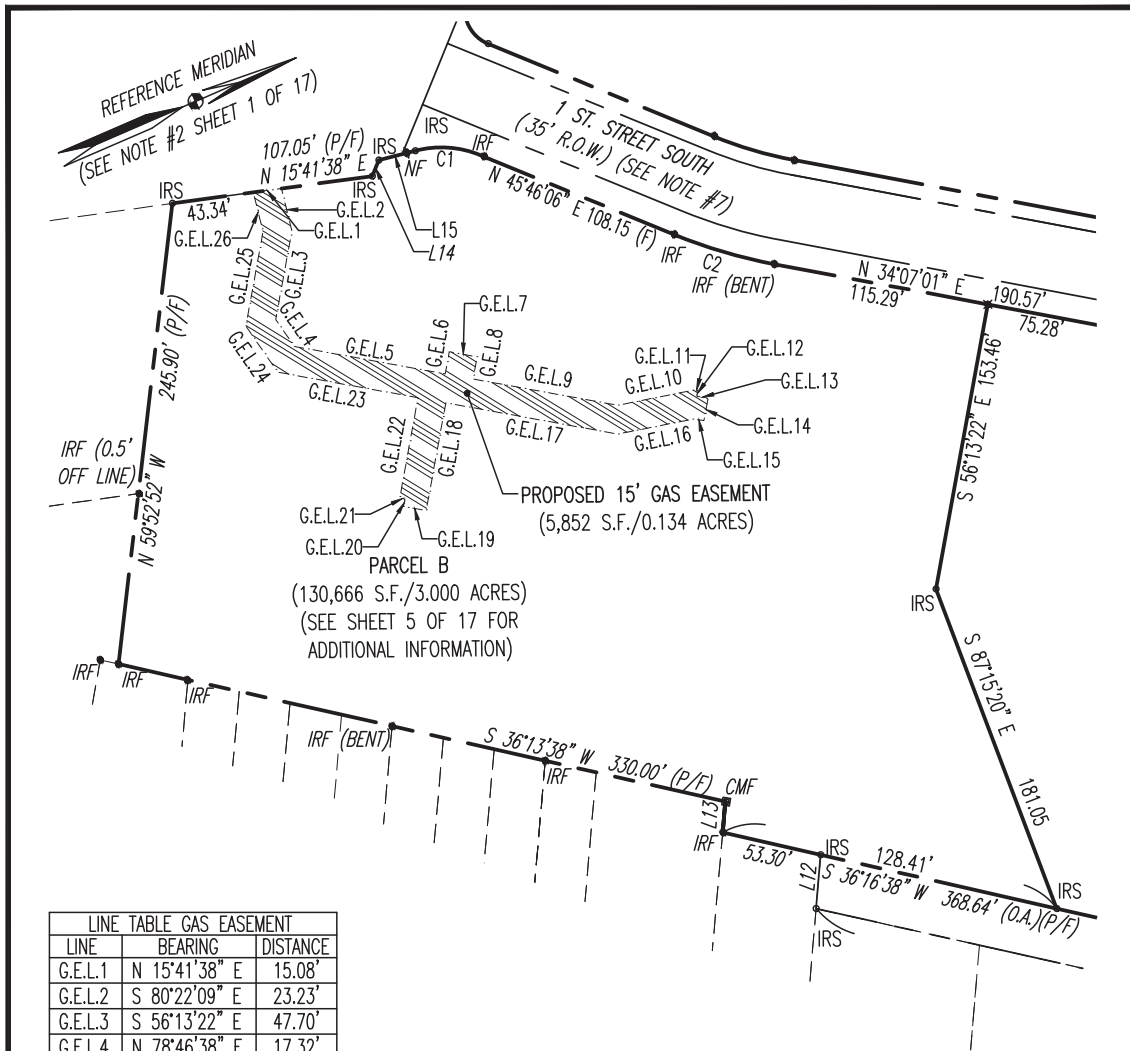 REFERENCE MERIDIAN
(SEE NOTE #2 SHEET 1 OF 17)
107.05' (P/F)
N 15°41'38" E
IRS
43.34'
IRS
IRS
NF
C1
IRS
IRF
L15
L14
1 ST. STREET SOUTH
(35' R.O.W.) (SEE NOTE #7)
N 45°46'06" E 108.15 (F)
IRF
C2
IRF (BENT)
N 34°07'01" E
115.29'
190.57'
75.28'
G.E.L.2
G.E.L.1
G.E.L.26
G.E.L.25
G.E.L.3
G.E.L.4
G.E.L.24
G.E.L.5
G.E.L.23
G.E.L.6
G.E.L.7
G.E.L.8
G.E.L.9
G.E.L.10
G.E.L.11
G.E.L.12
G.E.L.13
G.E.L.14
G.E.L.15
G.E.L.16
G.E.L.17
G.E.L.18
G.E.L.22
G.E.L.21
G.E.L.20
G.E.L.19
245.90' (P/F)
N 59°52'52" W
IRF (0.5'
OFF LINE)
PROPOSED 15' GAS EASEMENT
(5,852 S.F./0.134 ACRES)
PARCEL B
(130,666 S.F./3.000 ACRES)
(SEE SHEET 5 OF 17 FOR
ADDITIONAL INFORMATION)
S 56°13'22" E 153.46'
IRS
S 87°15'20" E
181.05
IRS
IRF
IRF
IRF
IRF (BENT)
S 36°13'38" W 330.00' (P/F)
IRF
CMF
L13
IRF
53.30'
IRS
128.41'
S 36°16'38" W 368.64' (O.A.)(P/F)
L12
IRS
LINE TABLE GAS EASEMENT
LINE BEARING DISTANCE
G.E.L.1 N 15°41'38" E 15.08'
G.E.L.2 S 80°22'09" E 23.23'
G.E.L.3 S 56°13'22" E 47.70'
G.E.L.4 N 78°46'38" E 17.32'